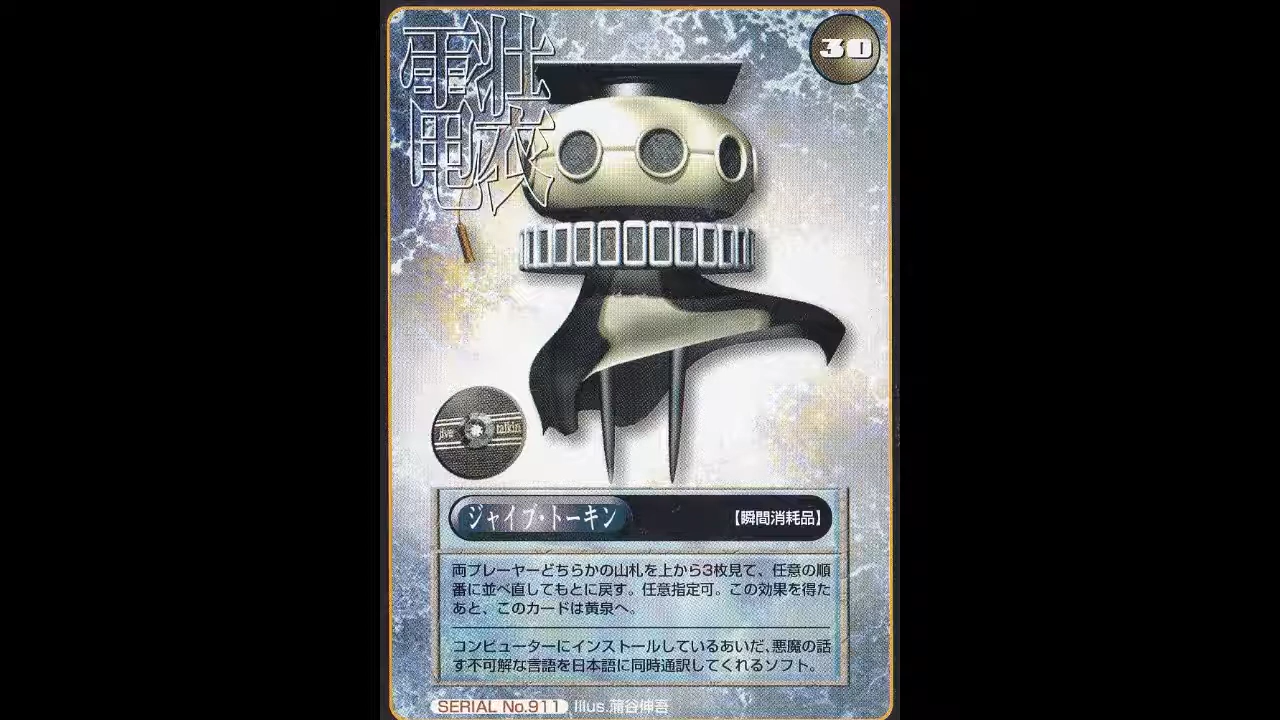 電壮
电衣
30
jive talkin
ジャイブ・トーキン
【瞬間消耗品】
両プレーヤーどちらかの山札を上から3枚見て、任意の順
番に並べ直してもとに戻す。任意指定可。この効果を得た
あと、このカードは黄泉へ。
コンピューターにインストールしているあいだ、悪魔の話
す不可解な言語を日本語に同時通訳してくれるソフト。
SERIAL No.911 Illus.蒲谷伸吾